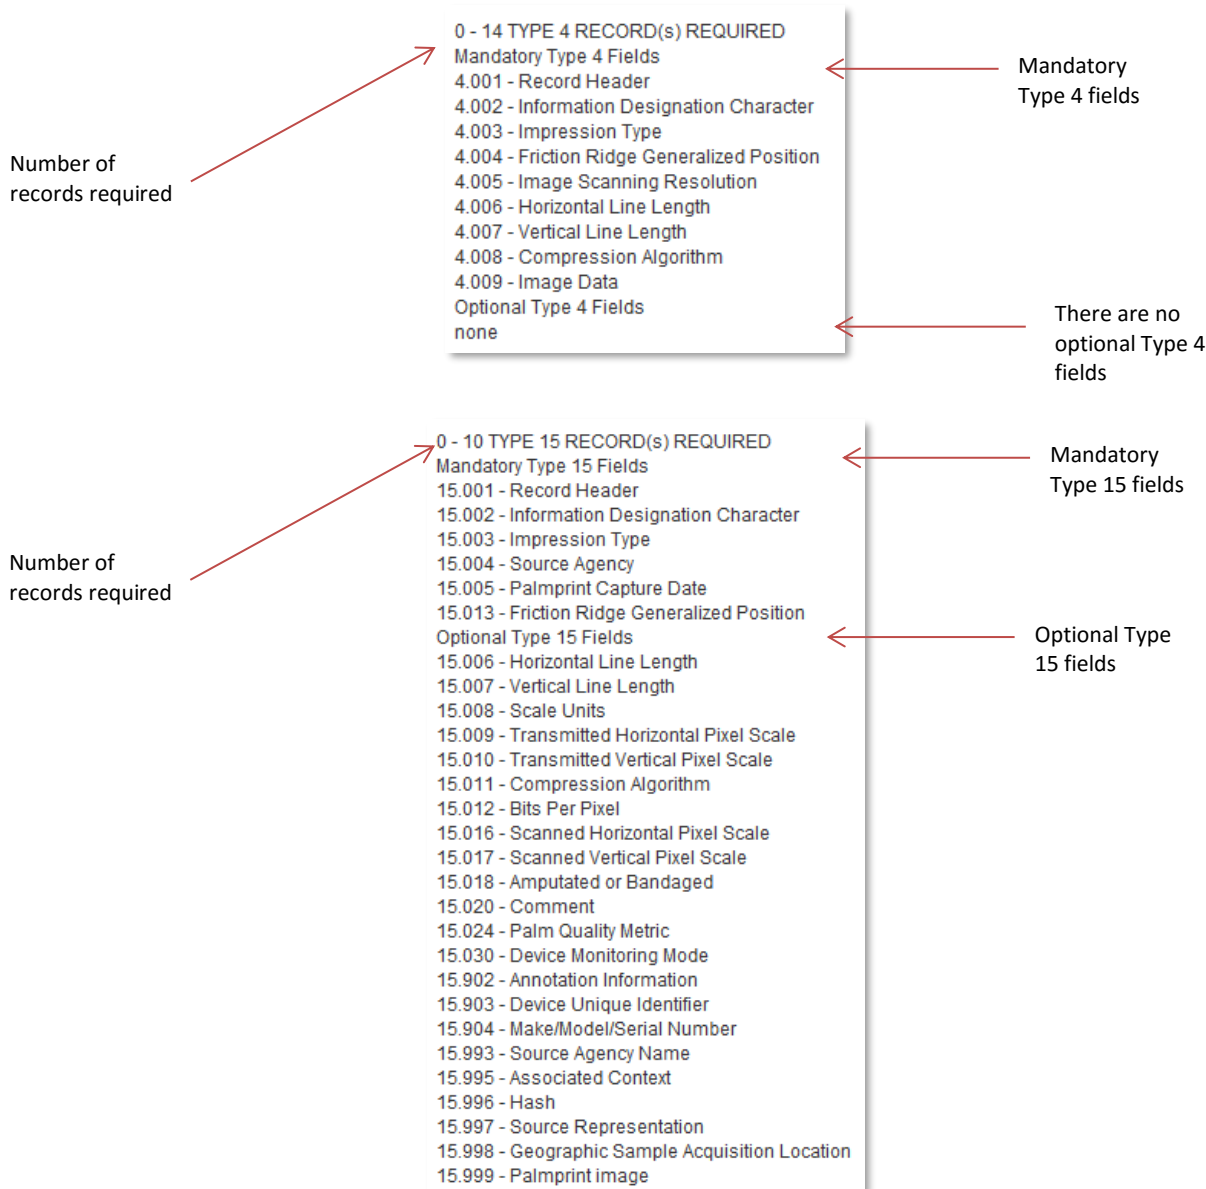 0 - 14 TYPE 4 RECORD(s) REQUIRED
Mandatory Type 4 Fields
4.001 - Record Header
4.002 - Information Designation Character
4.003 - Impression Type
4.004 - Friction Ridge Generalized Position
4.005 - Image Scanning Resolution
4.006 - Horizontal Line Length
4.007 - Vertical Line Length
4.008 - Compression Algorithm
4.009 - Image Data
Optional Type 4 Fields
none
Number of
records required
Mandatory
Type 4 fields
There are no
optional Type 4
fields
0 - 10 TYPE 15 RECORD(s) REQUIRED
Mandatory Type 15 Fields
15.001 - Record Header
15.002 - Information Designation Character
15.003 - Impression Type
15.004 - Source Agency
15.005 - Palmprint Capture Date
15.013 - Friction Ridge Generalized Position
Optional Type 15 Fields
15.006 - Horizontal Line Length
15.007 - Vertical Line Length
15.008 - Scale Units
15.009 - Transmitted Horizontal Pixel Scale
15.010 - Transmitted Vertical Pixel Scale
15.011 - Compression Algorithm
15.012 - Bits Per Pixel
15.016 - Scanned Horizontal Pixel Scale
15.017 - Scanned Vertical Pixel Scale
15.018 - Amputated or Bandaged
15.020 - Comment
15.024 - Palm Quality Metric
15.030 - Device Monitoring Mode
15.902 - Annotation Information
15.903 - Device Unique Identifier
15.904 - Make/Model/Serial Number
15.993 - Source Agency Name
15.995 - Associated Context
15.996 - Hash
15.997 - Source Representation
15.998 - Geographic Sample Acquisition Location
15.999 - Palmprint image
Number of
records required
Mandatory
Type 15 fields
Optional Type
15 fields